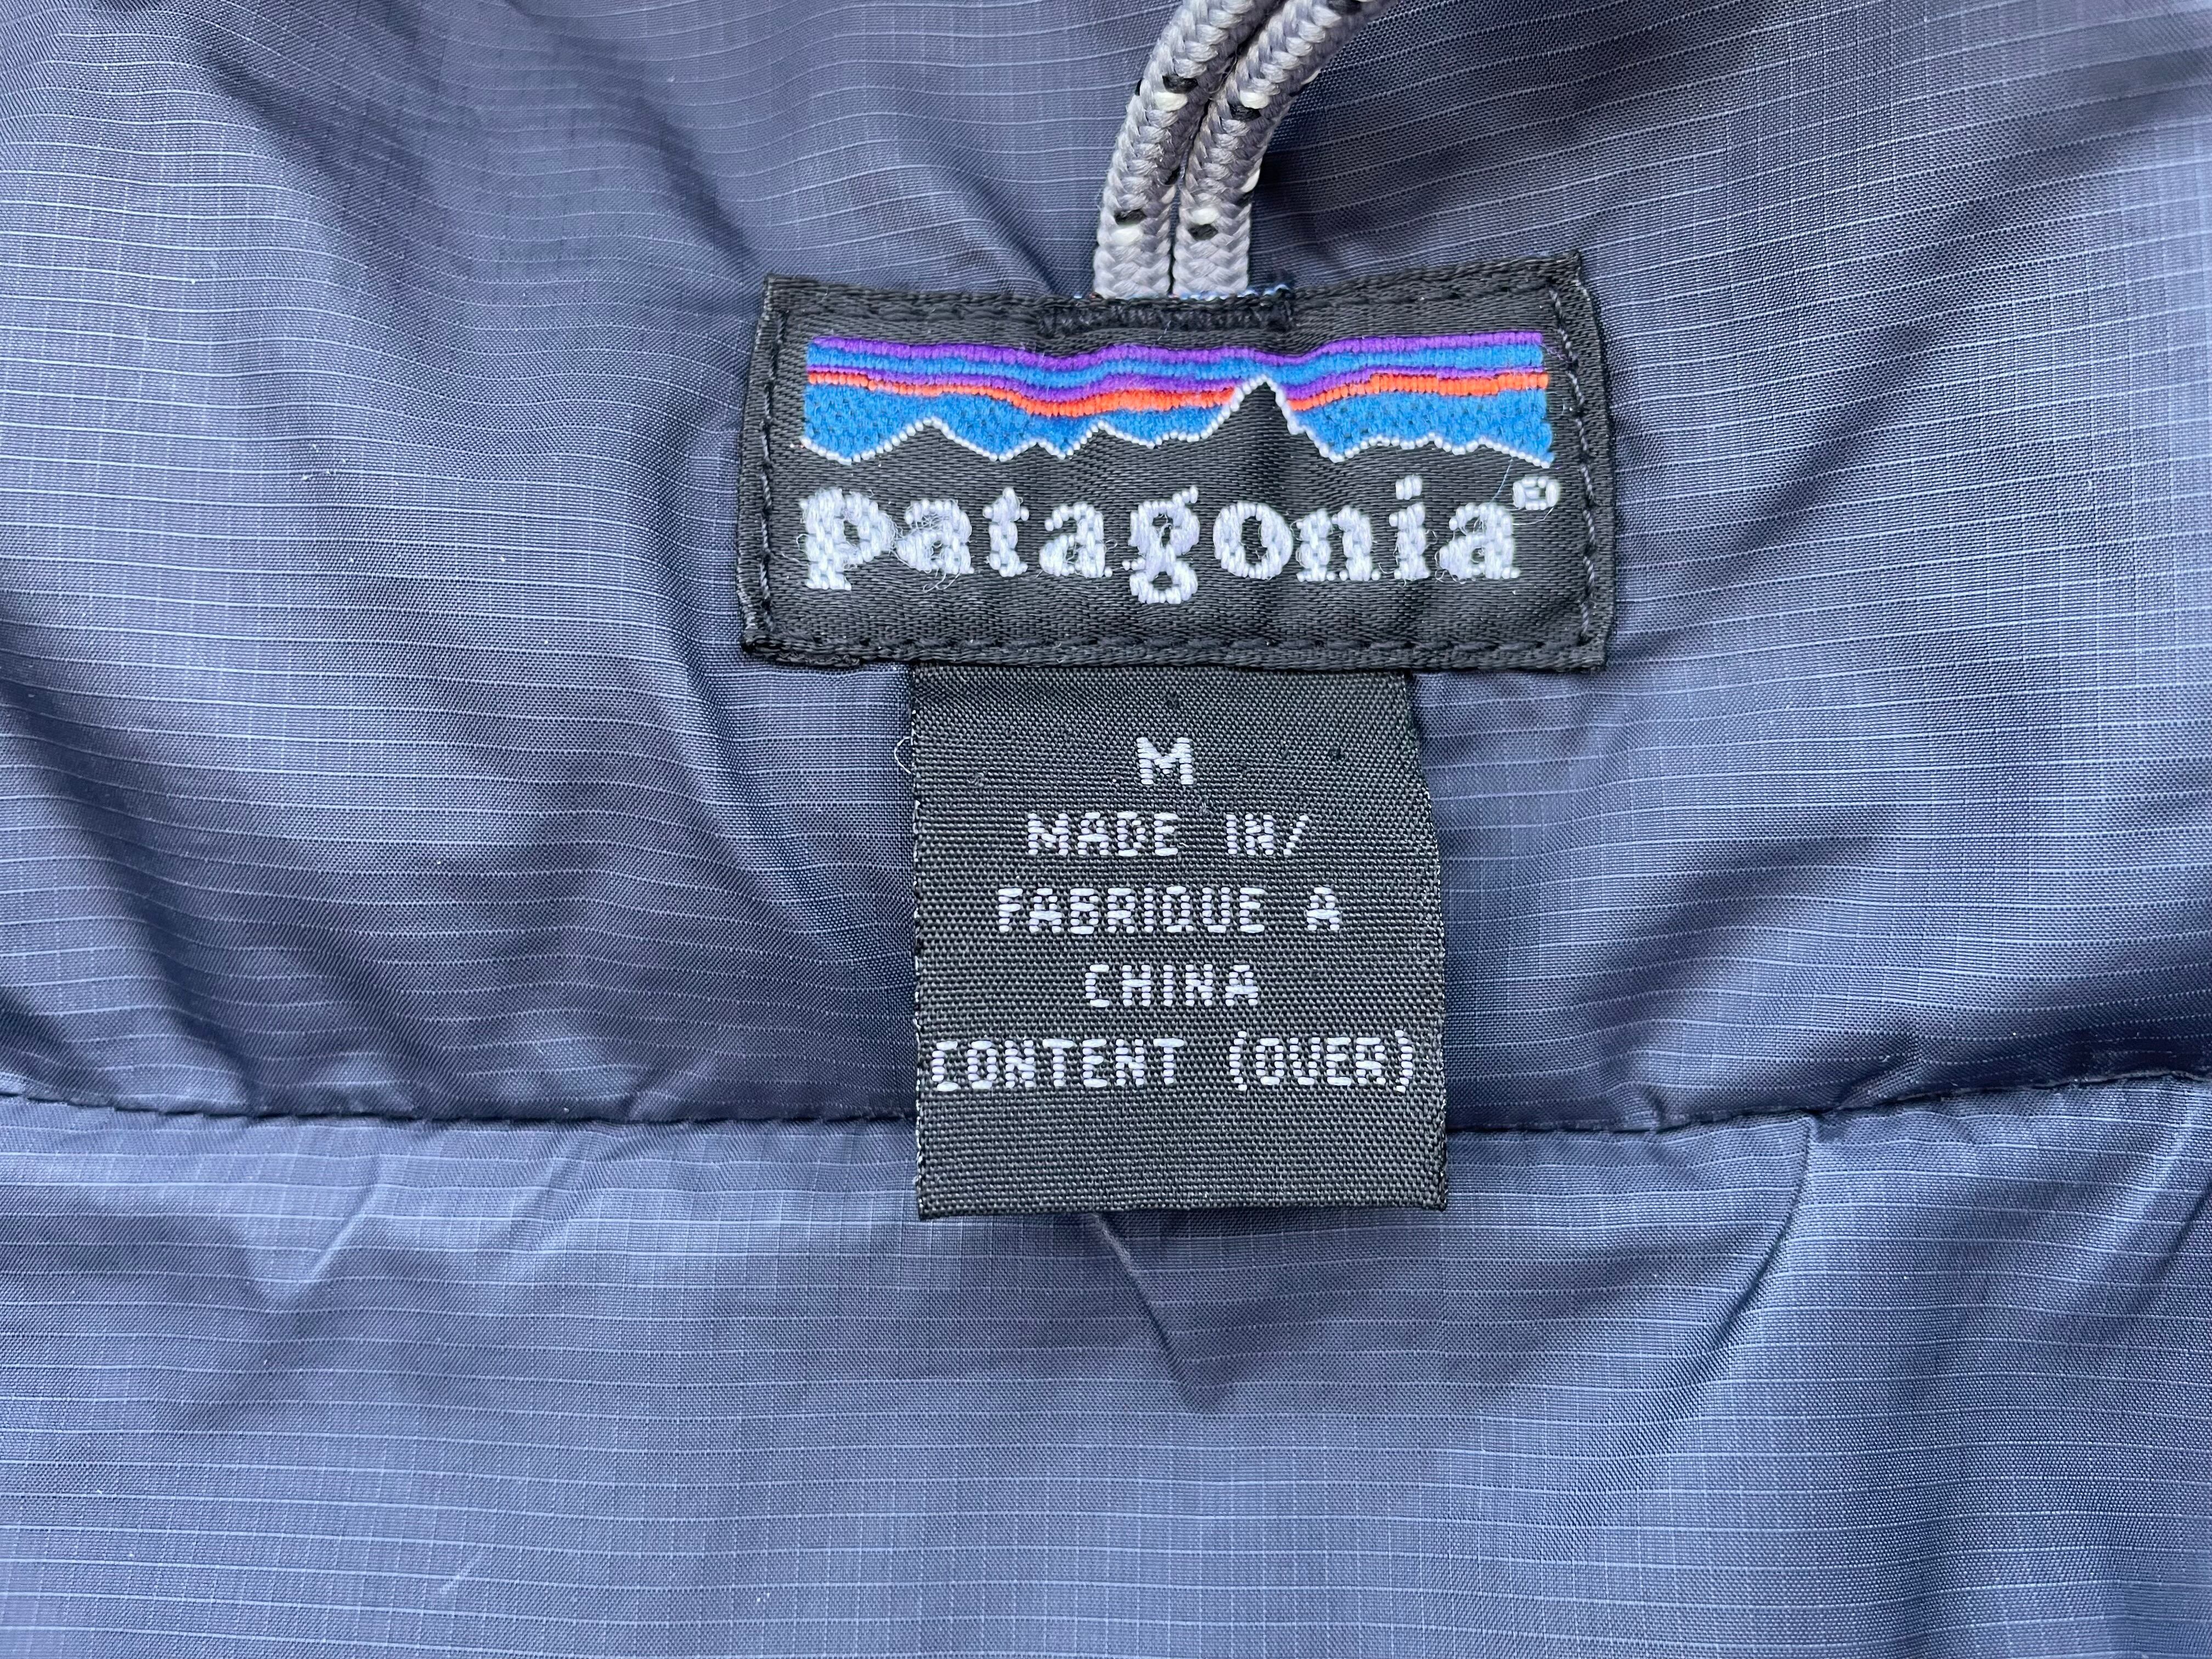 patagonia®
M
MADE IN/
FABRIQUE A
CHINA
CONTENT (OVER)